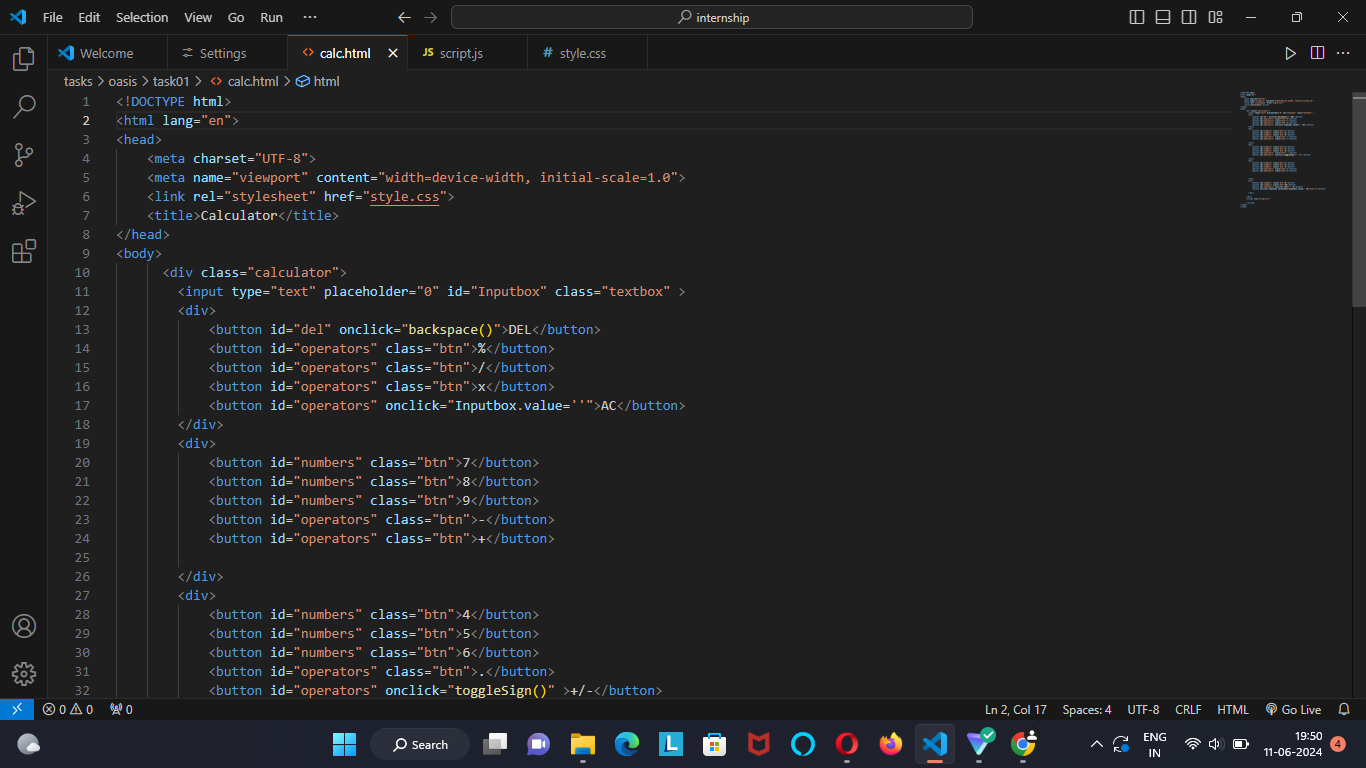 File Edit Selection View Go Run ··· internship
Welcome Settings calc.html JS script.js # style.css
tasks > oasis > task01 > calc.html > html
1 <!DOCTYPE html>
2 <html lang="en">
3 <head>
4 <meta charset="UTF-8">
5 <meta name="viewport" content="width=device-width, initial-scale=1.0">
6 <link rel="stylesheet" href="style.css">
7 <title>Calculator</title>
8 </head>
9 <body>
10 <div class="calculator">
11 <input type="text" placeholder="0" id="Inputbox" class="textbox" >
12 <div>
13 <button id="del" onclick="backspace()">DEL</button>
14 <button id="operators" class="btn">%</button>
15 <button id="operators" class="btn">/</button>
16 <button id="operators" class="btn">x</button>
17 <button id="operators" onclick="Inputbox.value=''">AC</button>
18 </div>
19 <div>
20 <button id="numbers" class="btn">7</button>
21 <button id="numbers" class="btn">8</button>
22 <button id="numbers" class="btn">9</button>
23 <button id="operators" class="btn">-</button>
24 <button id="operators" class="btn">+</button>
25
26 </div>
27 <div>
28 <button id="numbers" class="btn">4</button>
29 <button id="numbers" class="btn">5</button>
30 <button id="numbers" class="btn">6</button>
31 <button id="operators" class="btn">.</button>
32 <button id="operators" onclick="toggleSign()" >+/-</button>
0 0 0 Ln 2, Col 17 Spaces: 4 UTF-8 CRLF HTML Go Live
Search L ENG 19:50
IN 11-06-2024 4